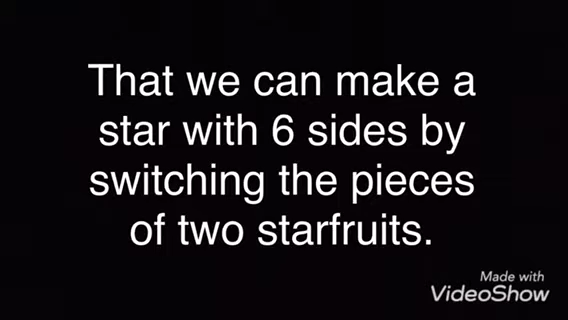 That we can make a
star with 6 sides by
switching the pieces
of two starfruits.
Made with
VideoShow